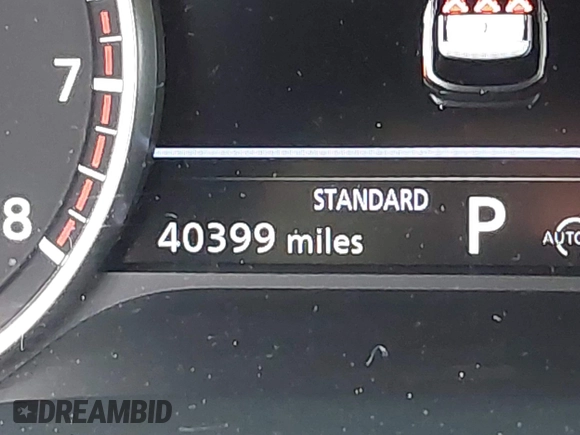 7
8
STANDARD
40399 miles
P
AUTO
DREAMBID